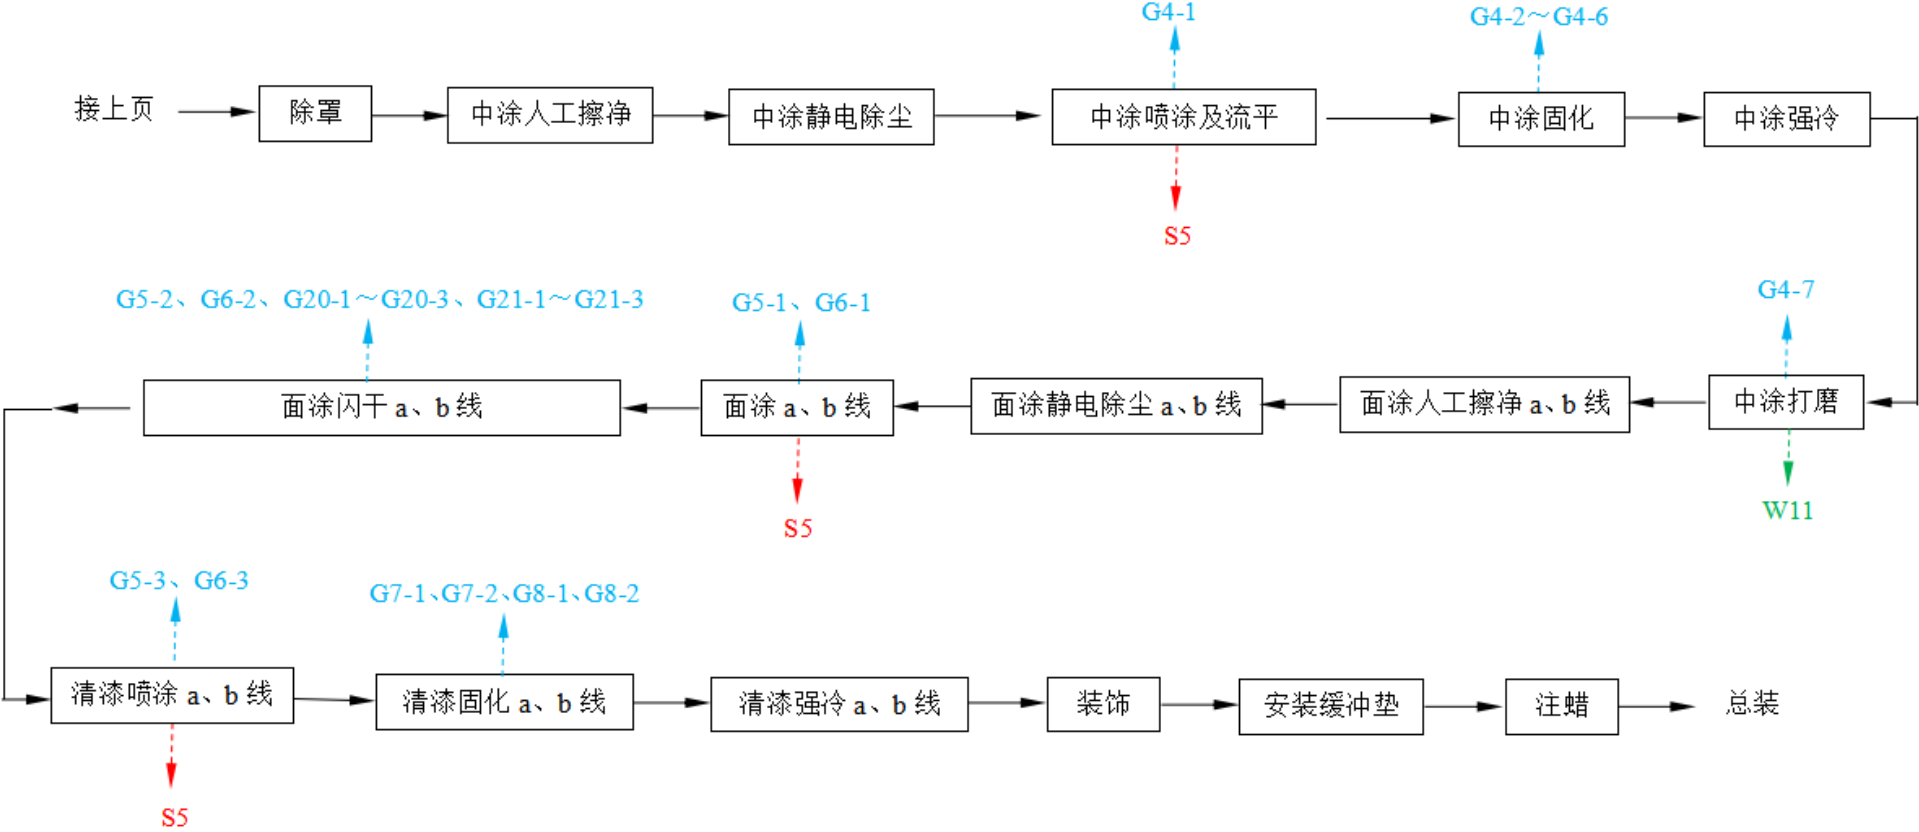 G4-1
G4-2～G4-6
接上页
除罩
中涂人工擦净
中涂静电除尘
中涂喷涂及流平
中涂固化
中涂强冷
S5
G5-2、G6-2、G20-1～G20-3、G21-1～G21-3
G5-1、G6-1
G4-7
面涂闪干 a、b 线
面涂 a、b 线
面涂静电除尘 a、b 线
面涂人工擦净 a、b 线
中涂打磨
S5
W11
G5-3、G6-3
G7-1、G7-2、G8-1、G8-2
清漆喷涂 a、b 线
清漆固化 a、b 线
清漆强冷 a、b 线
装饰
安装缓冲垫
注蜡
总装
S5